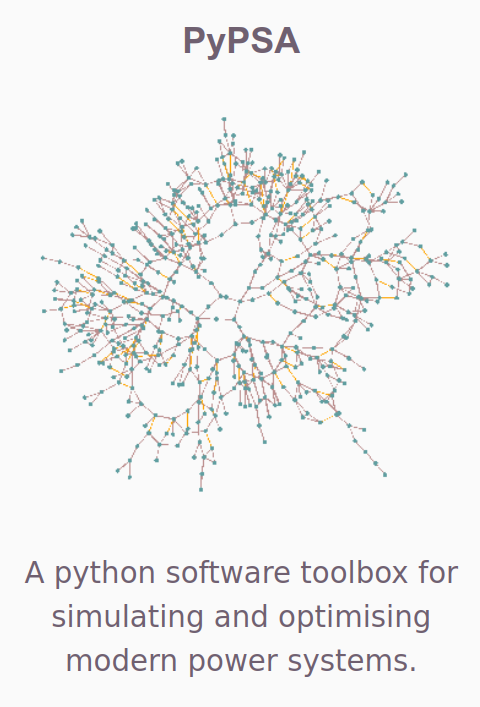 PyPSA
A python software toolbox for
simulating and optimising
modern power systems.